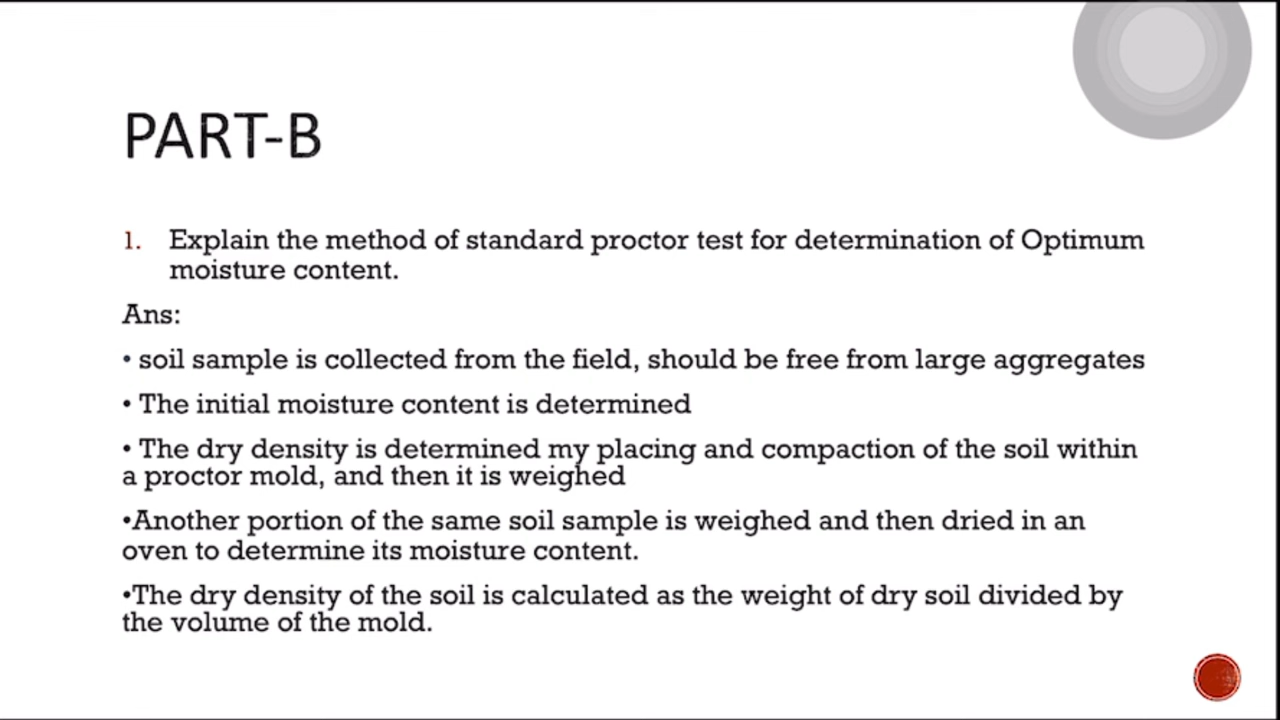 PART-B
1. Explain the method of standard proctor test for determination of Optimum
moisture content.
Ans:
• soil sample is collected from the field, should be free from large aggregates
• The initial moisture content is determined
• The dry density is determined my placing and compaction of the soil within
a proctor mold, and then it is weighed
•Another portion of the same soil sample is weighed and then dried in an
oven to determine its moisture content.
•The dry density of the soil is calculated as the weight of dry soil divided by
the volume of the mold.